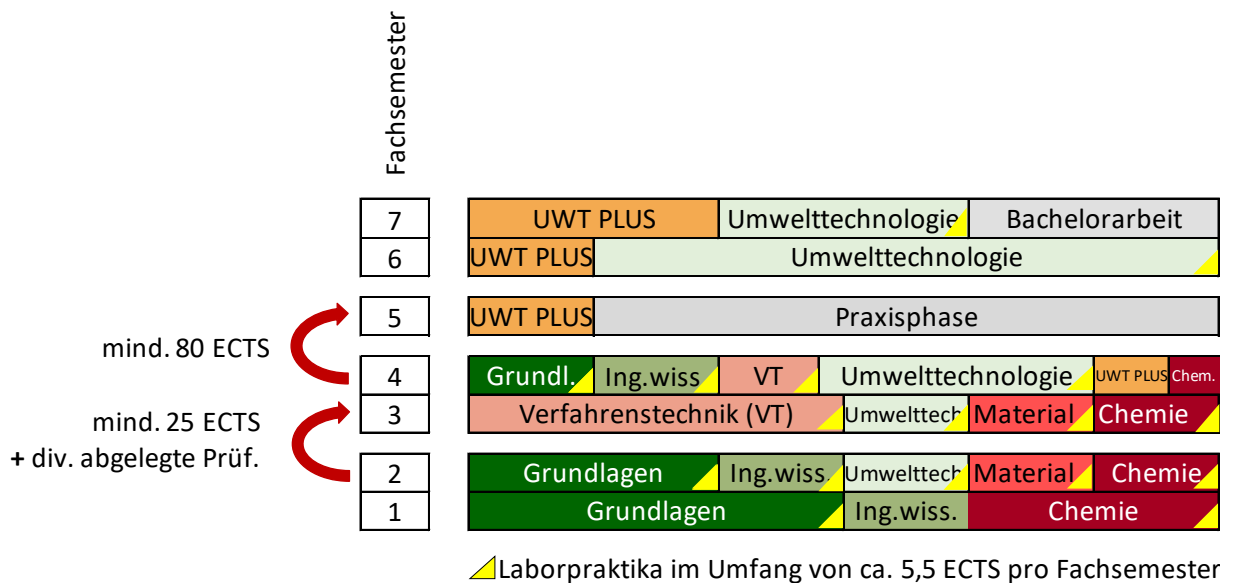 Fachsemester
7 UWT PLUS Umwelttechnologie Bachelorarbeit
6 UWT PLUS Umwelttechnologie
5 UWT PLUS Praxisphase
mind. 80 ECTS
4 Grundl. Ing.wiss VT Umwelttechnologie UWT PLUS Chem.
3 Verfahrenstechnik (VT) Umwelttech Material Chemie
mind. 25 ECTS
+ div. abgelegte Prüf.
2 Grundlagen Ing.wiss. Umwelttech Material Chemie
1 Grundlagen Ing.wiss. Chemie
Laborpraktika im Umfang von ca. 5,5 ECTS pro Fachsemester